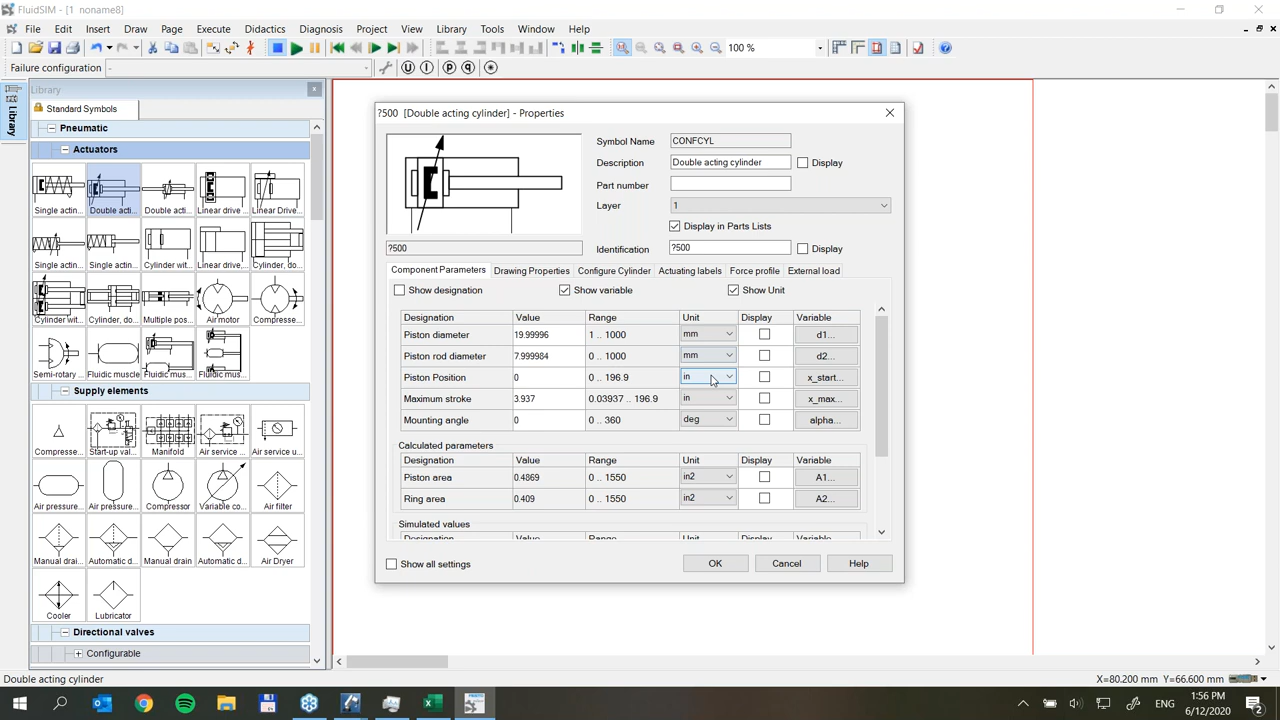 FluidSIM - [1 noname8]
File Edit Insert Draw Page Execute Didactics Diagnosis Project View Library Tools Option Window Help
100 %
Failure configuration -
Library
Library
Standard Symbols
Pneumatic
Actuators
Single actin... Double acti... Double acti... Linear drive ... Linear Drive...
Single actin... Single actin... Cylinder wit... Linear drive,... Cylinder, do...
Cylinder wit... Cylinder, do... Multiple pos... Air motor Compresse...
Semi-rotary ... Fluidic muscle Fluidic mus... Fluidic mus...
Supply elements
Compresse... Start-up val... Manifold Air service ... Air service u...
Air pressure... Air pressure... Compressor Variable co... Air filter
Manual drai... Automatic d... Manual drain Automatic d... Air Dryer
Cooler Lubricator
Directional valves
Configurable
?500 [Double acting cylinder] - Properties
Symbol Name CONFCYL
Description Double acting cylinder Display
Part number
Layer 1
Display in Parts Lists
?500 Identification ?500 Display
Component Parameters Drawing Properties Configure Cylinder Actuating labels Force profile External load
Show designation Show variable Show Unit
Designation Value Range Unit Display Variable
Piston diameter 19.99996 1 .. 1000 mm d1...
Piston rod diameter 7.999984 0 .. 1000 mm d2...
Piston Position 0 0 .. 196.9 in x_start...
Maximum stroke 3.937 0.03937 .. 196.9 in x_max...
Mounting angle 0 0 .. 360 deg alpha...
Calculated parameters
Designation Value Range Unit Display Variable
Piston area 0.4869 0 .. 1550 in2 A1...
Ring area 0.409 0 .. 1550 in2 A2...
Simulated values
Designation Value Range Unit Display Variable
Show all settings OK Cancel Help
Double acting cylinder X=80.200 mm Y=66.600 mm
ENG 1:56 PM
6/12/2020
2